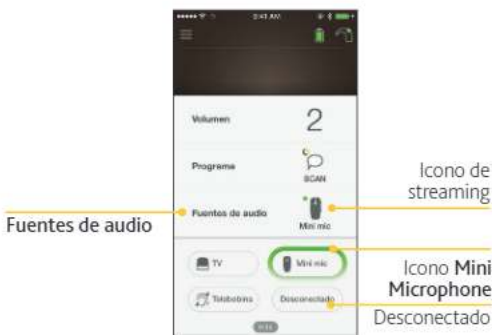 2:41 AM
Volumen
2
Programa
SCAN
Icono de
streaming
Fuentes de audio
Mini mic
Fuentes de audio
TV
Mini mic
Icono Mini
Microphone
Telebobina
Desconectado
Desconectado